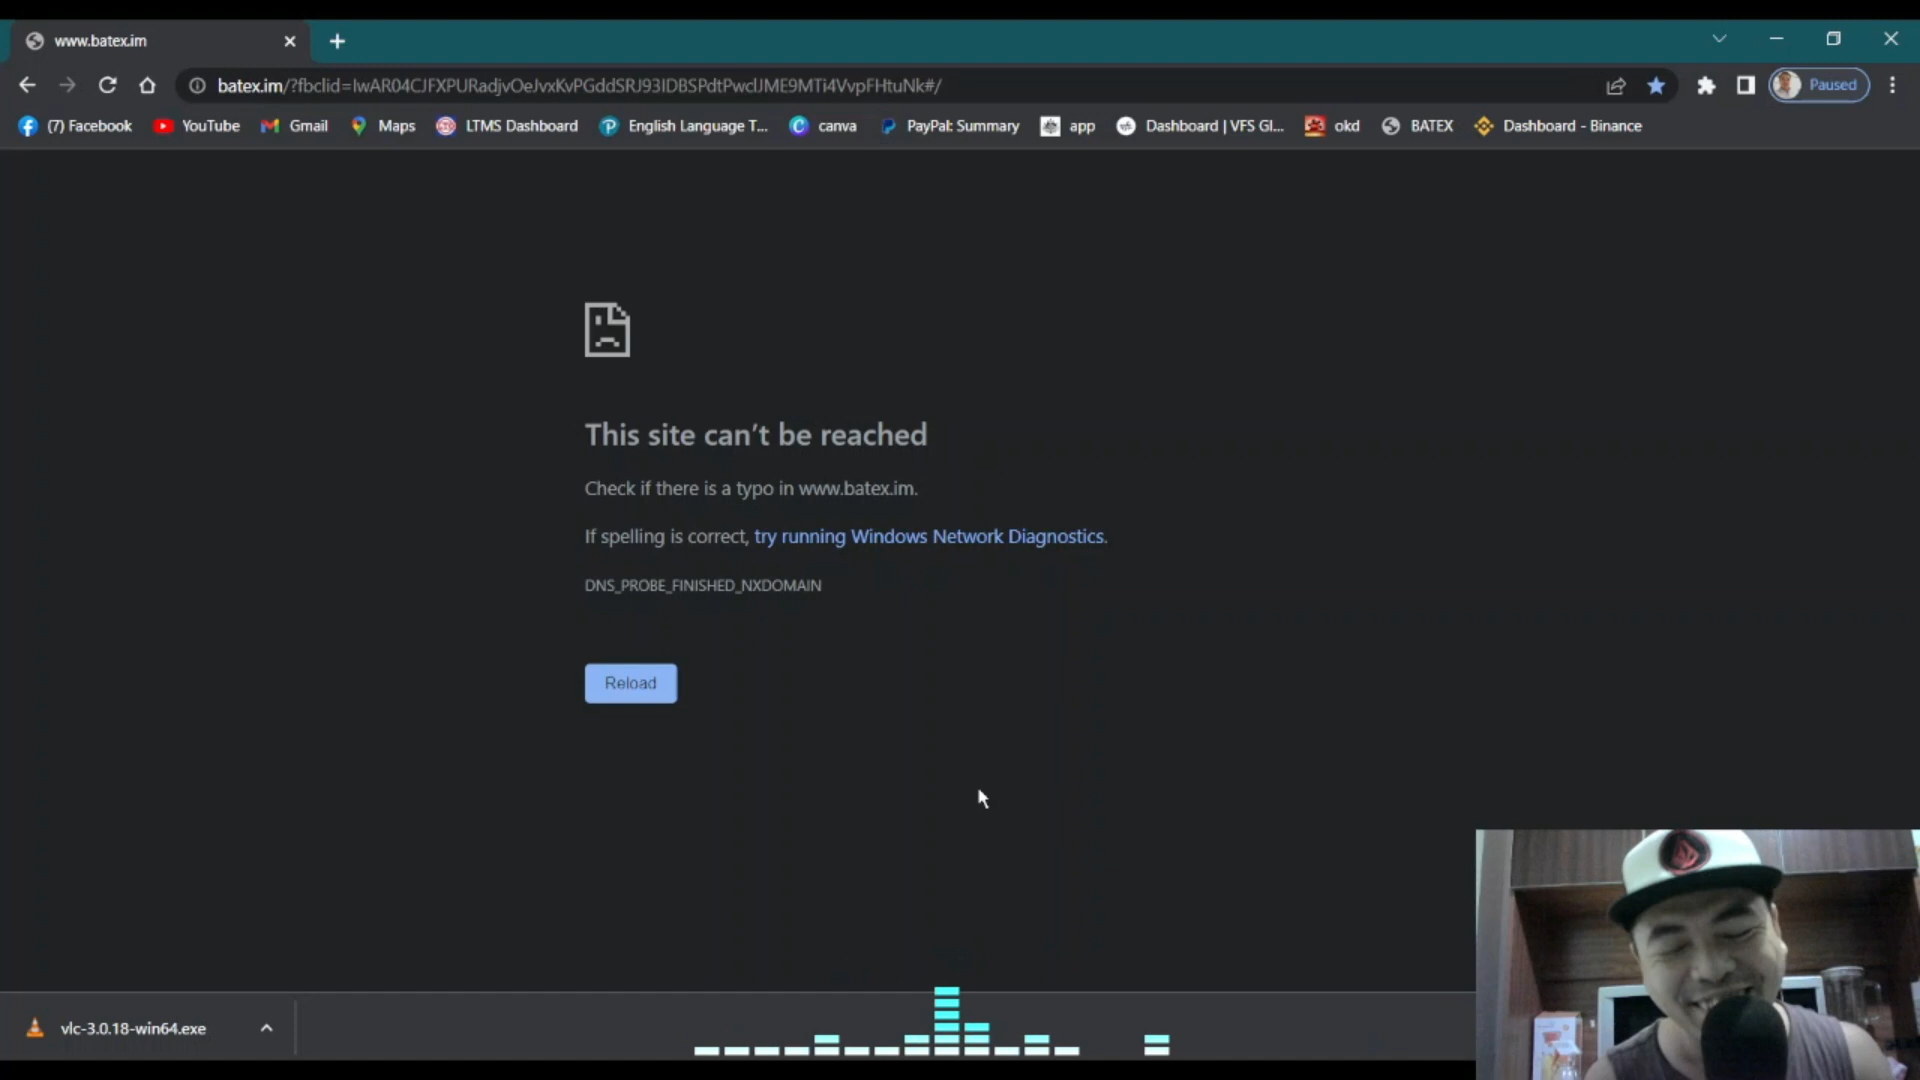 www.batex.im
batex.im/?fbclid=IwAR04CJFXPURadjvOeJvxKvPGddSRJ93IDBSPdtPwclJME9MTi4VvpFHtuNk#/
Paused
(7) Facebook YouTube Gmail Maps LTMS Dashboard English Language T... canva PayPal: Summary app Dashboard | VFS Gl... okd BATEX Dashboard - Binance
This site can't be reached
Check if there is a typo in www.batex.im.
If spelling is correct, try running Windows Network Diagnostics.
DNS_PROBE_FINISHED_NXDOMAIN
Reload
vlc-3.0.18-win64.exe